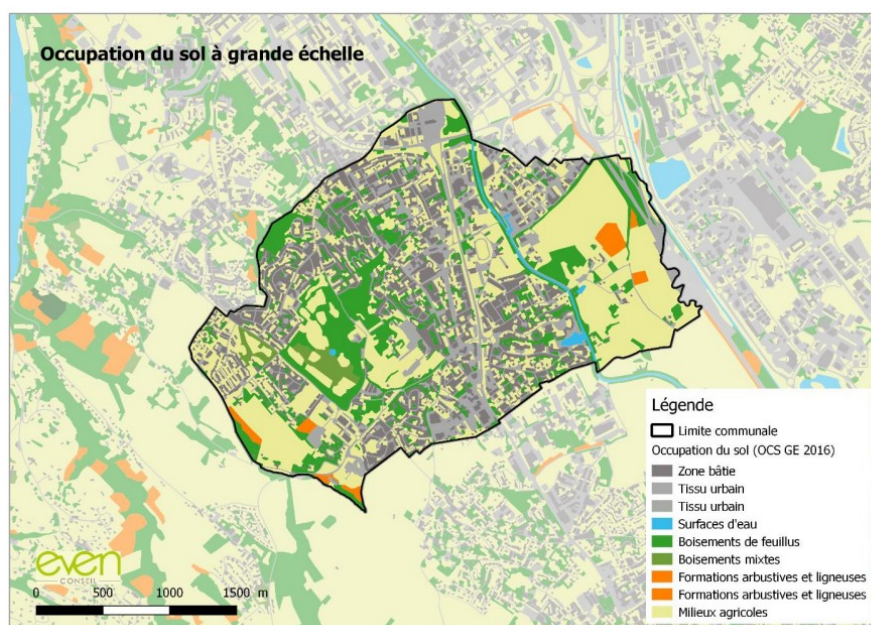 Occupation du sol à grande échelle
Légende
Limite communale
Occupation du sol (OCS GE 2016)
Zone bâtie
Tissu urbain
Tissu urbain
Surfaces d'eau
Boisements de feuillus
Boisements mixtes
Formations arbustives et ligneuses
Formations arbustives et ligneuses
Milieux agricoles
even
CONSEIL
0 500 1000 1500 m